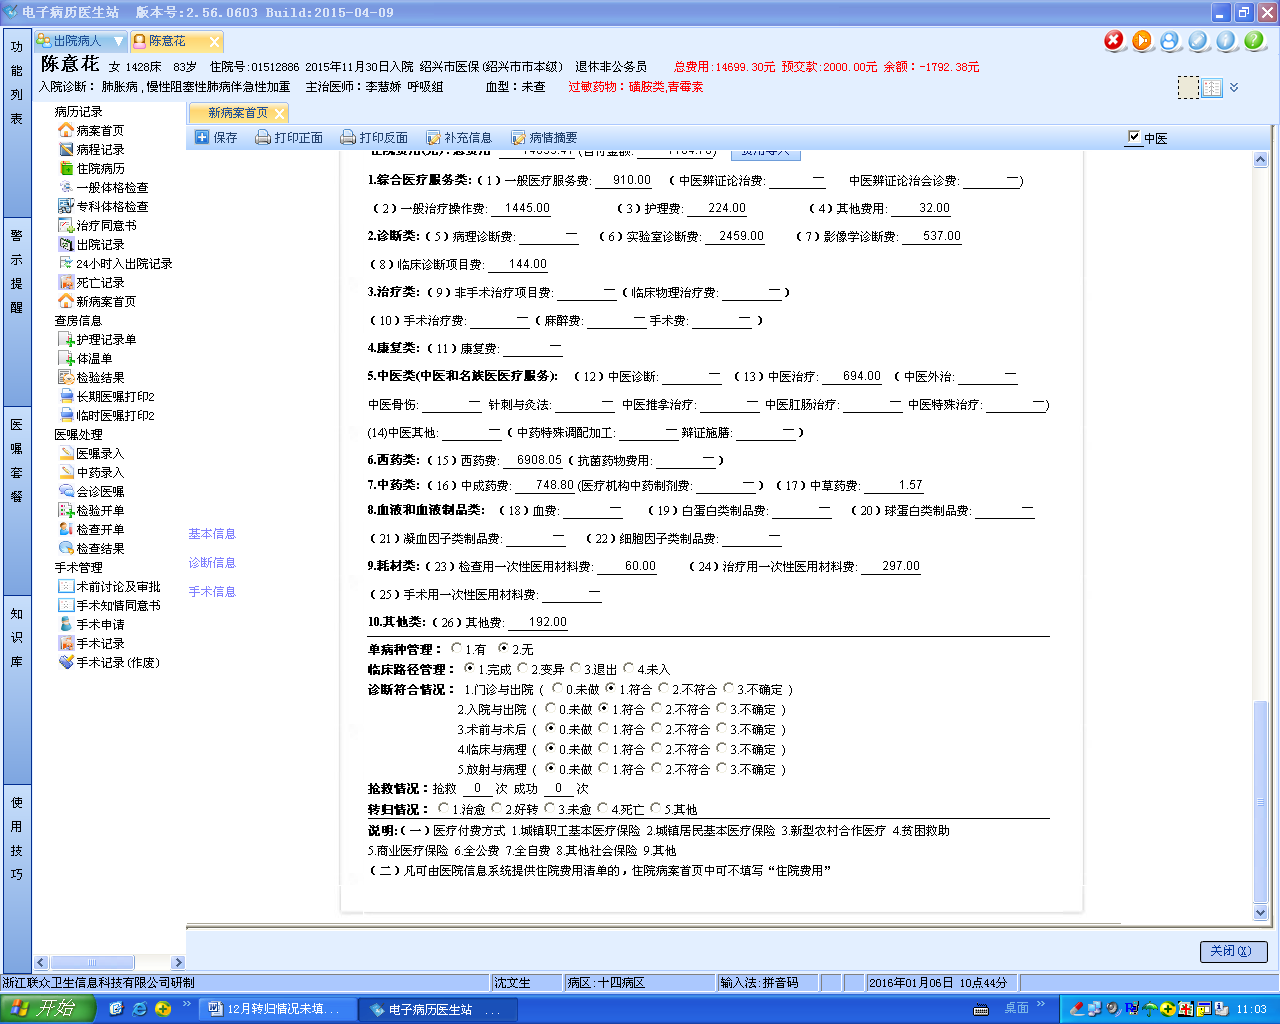 电子病历医生站 版本号:2.56.0603 Build:2015-04-09
出院病人 陈意花
陈意花 女 1428床 83岁 住院号:01512886 2015年11月30日入院 绍兴市医保(绍兴市市本级) 退休非公务员 总费用:14699.30元 预交款:2000.00元 余额：-1792.38元
入院诊断： 肺胀病,慢性阻塞性肺病伴急性加重 主治医师：李慧娇 呼吸组 血型：未查 过敏药物：磺胺类,青霉素
功能列表
警示提醒
医嘱套餐
知识库
使用技巧
病历记录
病案首页
病程记录
住院病历
一般体格检查
专科体格检查
治疗同意书
出院记录
24小时入出院记录
死亡记录
新病案首页
查房信息
护理记录单
体温单
检验结果
长期医嘱打印2
临时医嘱打印2
医嘱处理
医嘱录入
中药录入
会诊医嘱
检验开单
检查开单
检查结果
手术管理
术前讨论及审批
手术知情同意书
手术申请
手术记录
手术记录(作废)
新病案首页
保存 打印正面 打印反面 补充信息 病情摘要 中医
基本信息
诊断信息
手术信息
1.综合医疗服务类:（1）一般医疗服务费: 910.00 （ 中医辨证论治费: — 中医辨证论治会诊费: —)
（2）一般治疗操作费: 1445.00 （3）护理费: 224.00 （4）其他费用: 32.00
2.诊断类:（5）病理诊断费: — （6）实验室诊断费: 2459.00 （7）影像学诊断费: 537.00
（8）临床诊断项目费: 144.00
3.治疗类:（9）非手术治疗项目费: —（ 临床物理治疗费: —）
（10）手术治疗费: —（ 麻醉费: — 手术费: — ）
4.康复类:（11）康复费: —
5.中医类(中医和名族医医疗服务): （12）中医诊断: — （13）中医治疗: 694.00 （ 中医外治: —
中医骨伤: — 针刺与灸法: — 中医推拿治疗: — 中医肛肠治疗: — 中医特殊治疗: —)
(14)中医其他: —（ 中药特殊调配加工: — 辩证施膳: —）
6.西药类:（15）西药费: 6908.05（ 抗菌药物费用: —）
7.中药类:（16）中成药费: 748.80 (医疗机构中药制剂费: —）（17）中草药费: 1.57
8.血液和血液制品类: （18）血费: — （19）白蛋白类制品费: — （20）球蛋白类制品费: —
（21）凝血因子类制品费: — （22）细胞因子类制品费: —
9.耗材类:（23）检查用一次性医用材料费: 60.00 （24）治疗用一次性医用材料费: 297.00
（25）手术用一次性医用材料费: —
10.其他类:（26）其他费: 192.00
单病种管理： 1.有 2.无
临床路径管理： 1.完成 2.变异 3.退出 4.未入
诊断符合情况： 1.门诊与出院（ 0.未做 1.符合 2.不符合 3.不确定 ）
2.入院与出院（ 0.未做 1.符合 2.不符合 3.不确定 ）
3.术前与术后（ 0.未做 1.符合 2.不符合 3.不确定 ）
4.临床与病理（ 0.未做 1.符合 2.不符合 3.不确定 ）
5.放射与病理（ 0.未做 1.符合 2.不符合 3.不确定 ）
抢救情况：抢救 0 次 成功 0 次
转归情况： 1.治愈 2.好转 3.未愈 4.死亡 5.其他
说明:（一）医疗付费方式 1.城镇职工基本医疗保险 2.城镇居民基本医疗保险 3.新型农村合作医疗 4.贫困救助
5.商业医疗保险 6.全公费 7.全自费 8.其他社会保险 9.其他
（二）凡可由医院信息系统提供住院费用清单的，住院病案首页中可不填写“住院费用”
关闭(X)
浙江联众卫生信息科技有限公司研制 沈文生 病区:十四病区 输入法:拼音码 2016年01月06日 10点44分
开始 12月转归情况未填... 电子病历医生站 ... 桌面 11:03